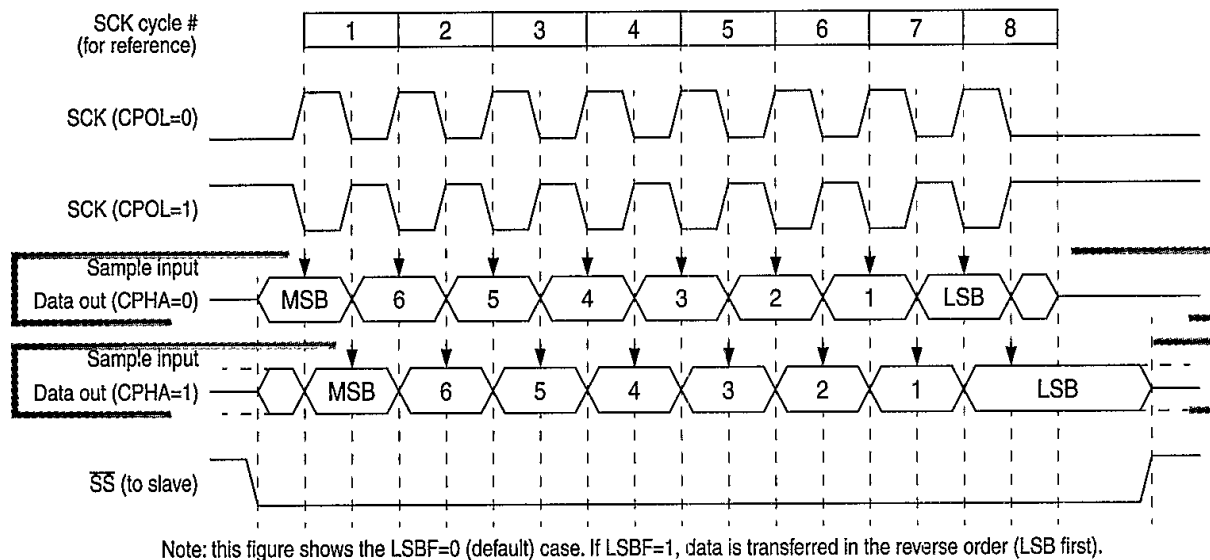 SCK cycle #
(for reference)
1 2 3 4 5 6 7 8
SCK (CPOL=0)
SCK (CPOL=1)
Sample input
Data out (CPHA=0)
MSB 6 5 4 3 2 1 LSB
Sample input
Data out (CPHA=1)
MSB 6 5 4 3 2 1 LSB
SS (to slave)
Note: this figure shows the LSBF=0 (default) case. If LSBF=1, data is transferred in the reverse order (LSB first).